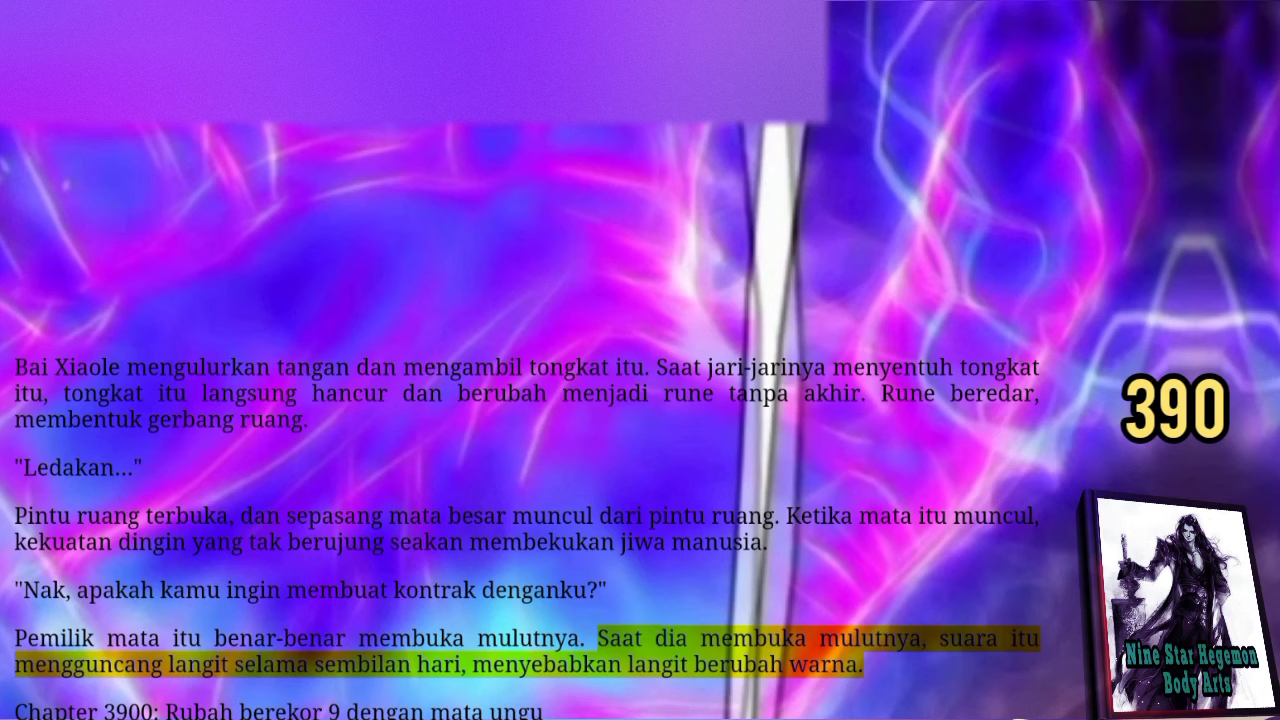 Bai Xiaole mengulurkan tangan dan mengambil tongkat itu. Saat jari-jarinya menyentuh tongkat
itu, tongkat itu langsung hancur dan berubah menjadi rune tanpa akhir. Rune beredar,
membentuk gerbang ruang.
"Ledakan..."
Pintu ruang terbuka, dan sepasang mata besar muncul dari pintu ruang. Ketika mata itu muncul,
kekuatan dingin yang tak berujung seakan membekukan jiwa manusia.
"Nak, apakah kamu ingin membuat kontrak denganku?"
Pemilik mata itu benar-benar membuka mulutnya. Saat dia membuka mulutnya, suara itu
mengguncang langit selama sembilan hari, menyebabkan langit berubah warna.
Chapter 3900: Rubah berekor 9 dengan mata ungu
390
Nine Star Hegemon
Body Arts